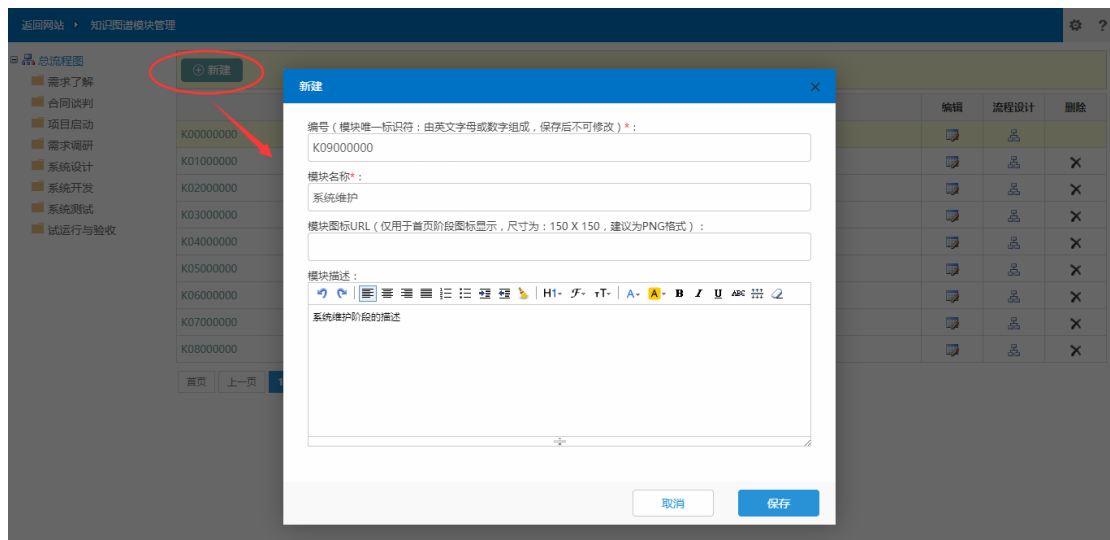 返回网站 ‣ 知识图谱模块管理
?
总流程图
需求了解
合同谈判
项目启动
需求调研
系统设计
系统开发
系统测试
试运行与验收
新建
编辑 流程设计 删除
K00000000
K01000000
K02000000
K03000000
K04000000
K05000000
K06000000
K07000000
K08000000
首页 上一页 1
新建
编号（模块唯一标识符：由英文字母或数字组成，保存后不可修改）*：
K09000000
模块名称*：
系统维护
模块图标URL（仅用于首页阶段图标显示，尺寸为：150 X 150，建议为PNG格式）：
模块描述：
H1 F TT A A B I U ABC
系统维护阶段的描述
取消 保存